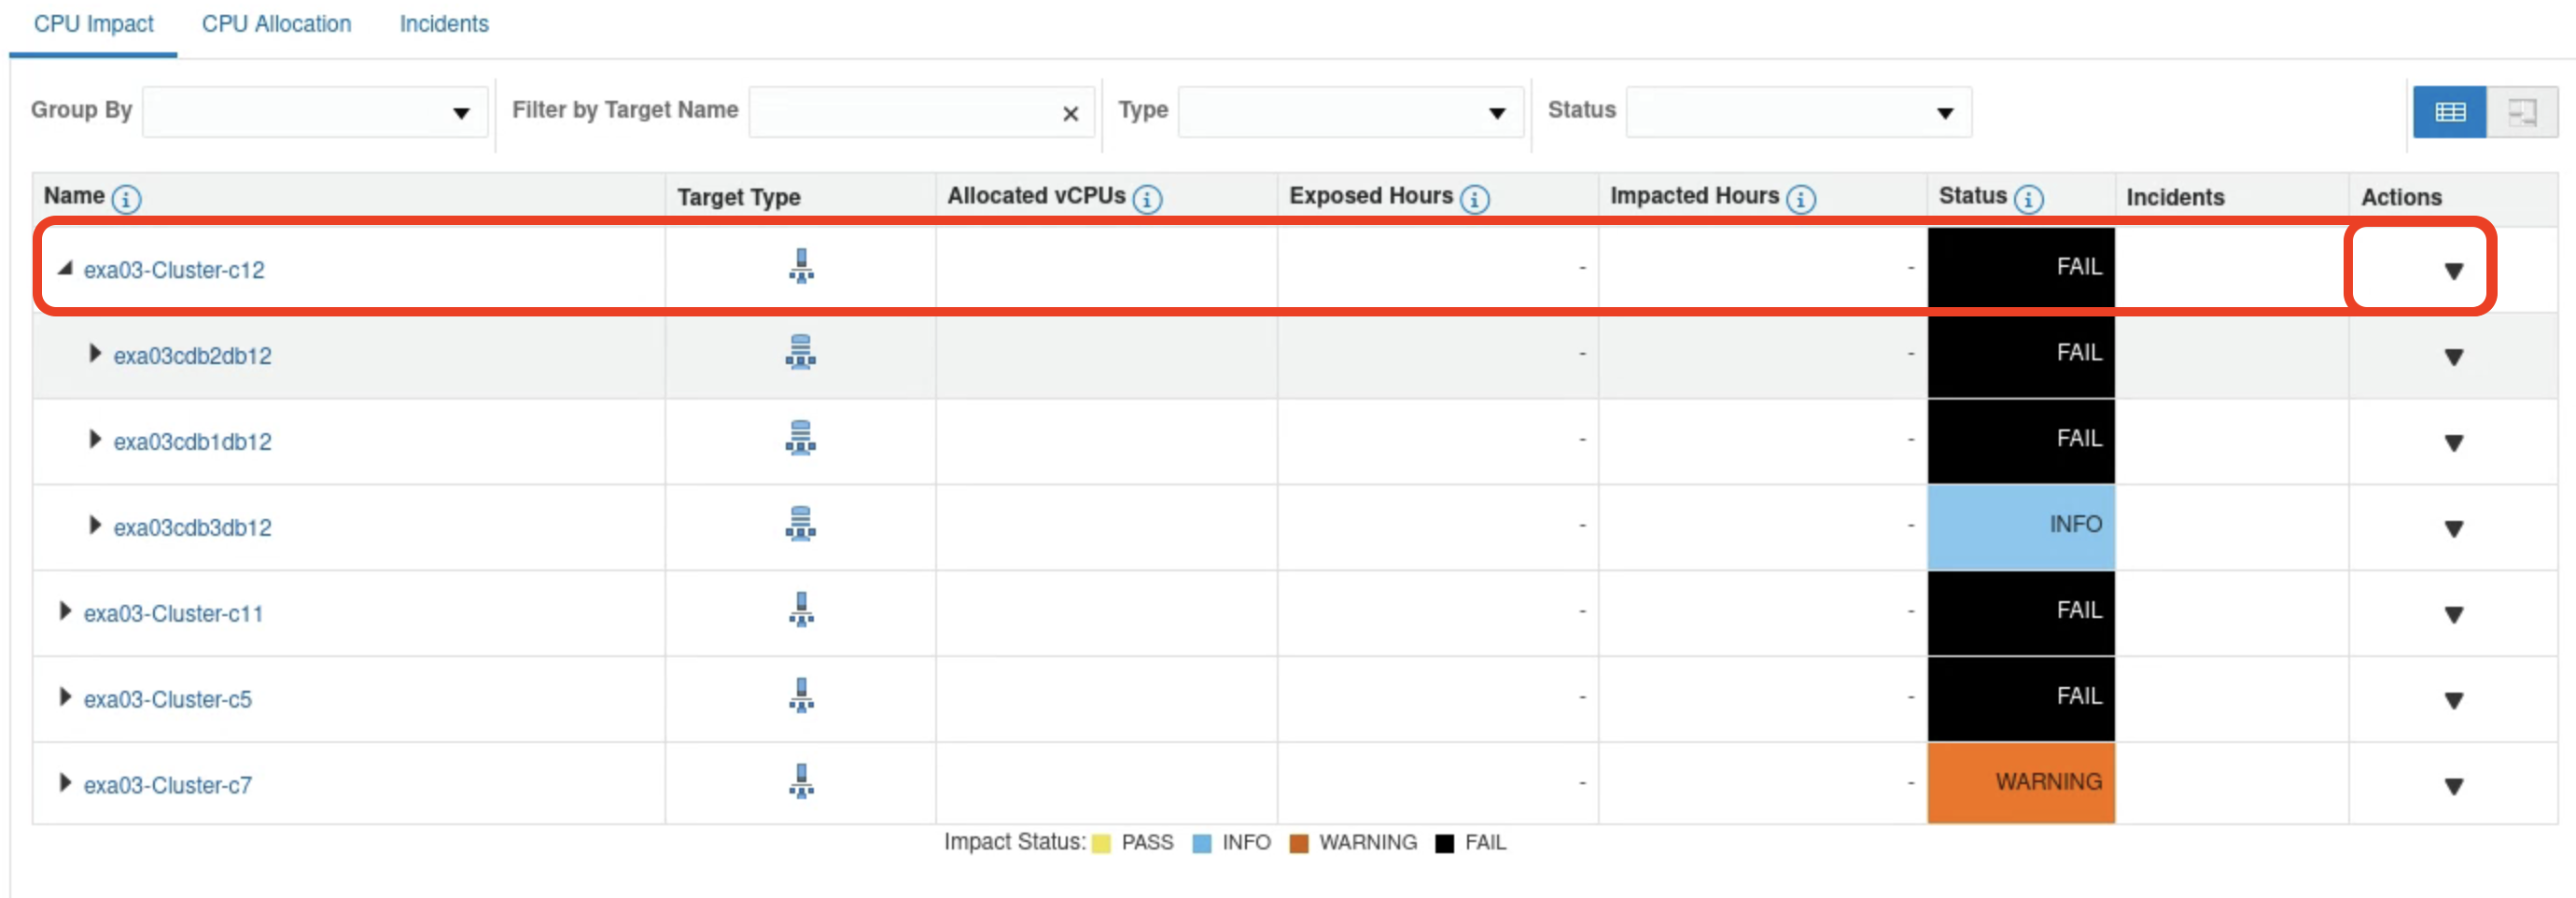 CPU Impact CPU Allocation Incidents
Group By Filter by Target Name Type Status
Name Target Type Allocated vCPUs Exposed Hours Impacted Hours Status Incidents Actions
exa03-Cluster-c12 - - FAIL
exa03cdb2db12 - - FAIL
exa03cdb1db12 - - FAIL
exa03cdb3db12 - - INFO
exa03-Cluster-c11 - - FAIL
exa03-Cluster-c5 - - FAIL
exa03-Cluster-c7 - - WARNING
Impact Status: PASS INFO WARNING FAIL